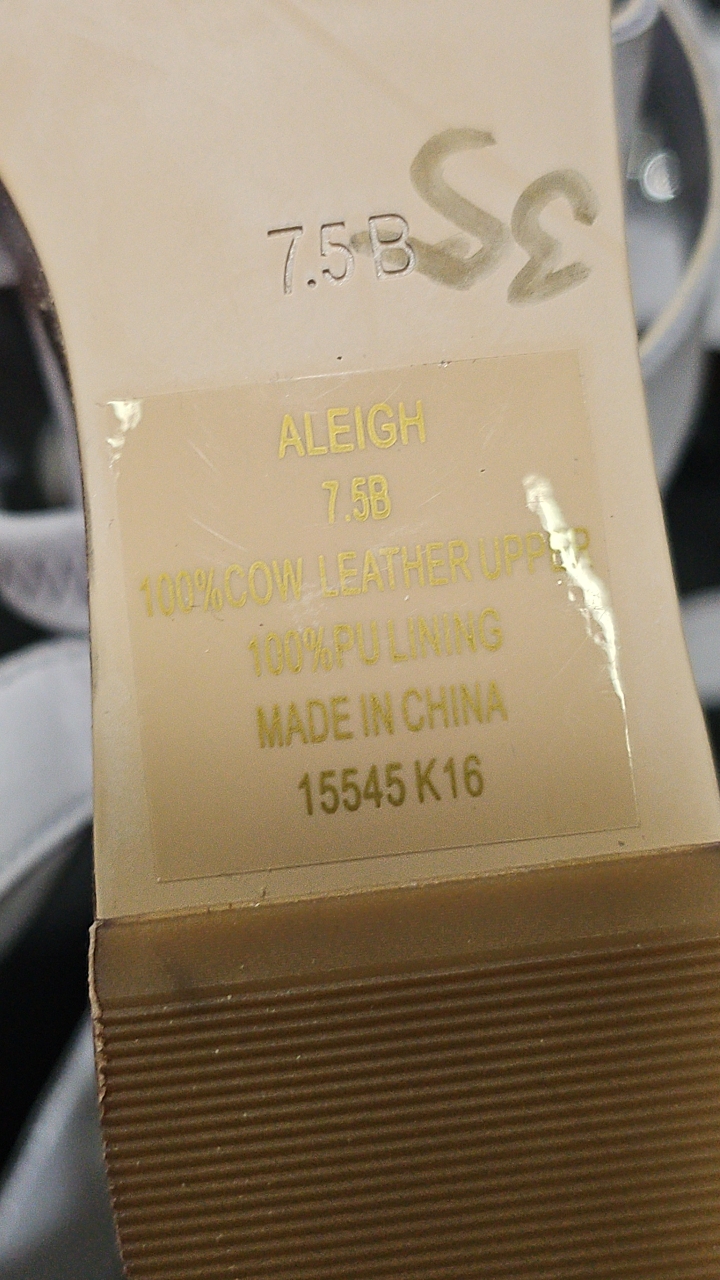 7.5 B
ALEIGH
7.5B
100%COW LEATHER UPPER
100%PU LINING
MADE IN CHINA
15545 K16